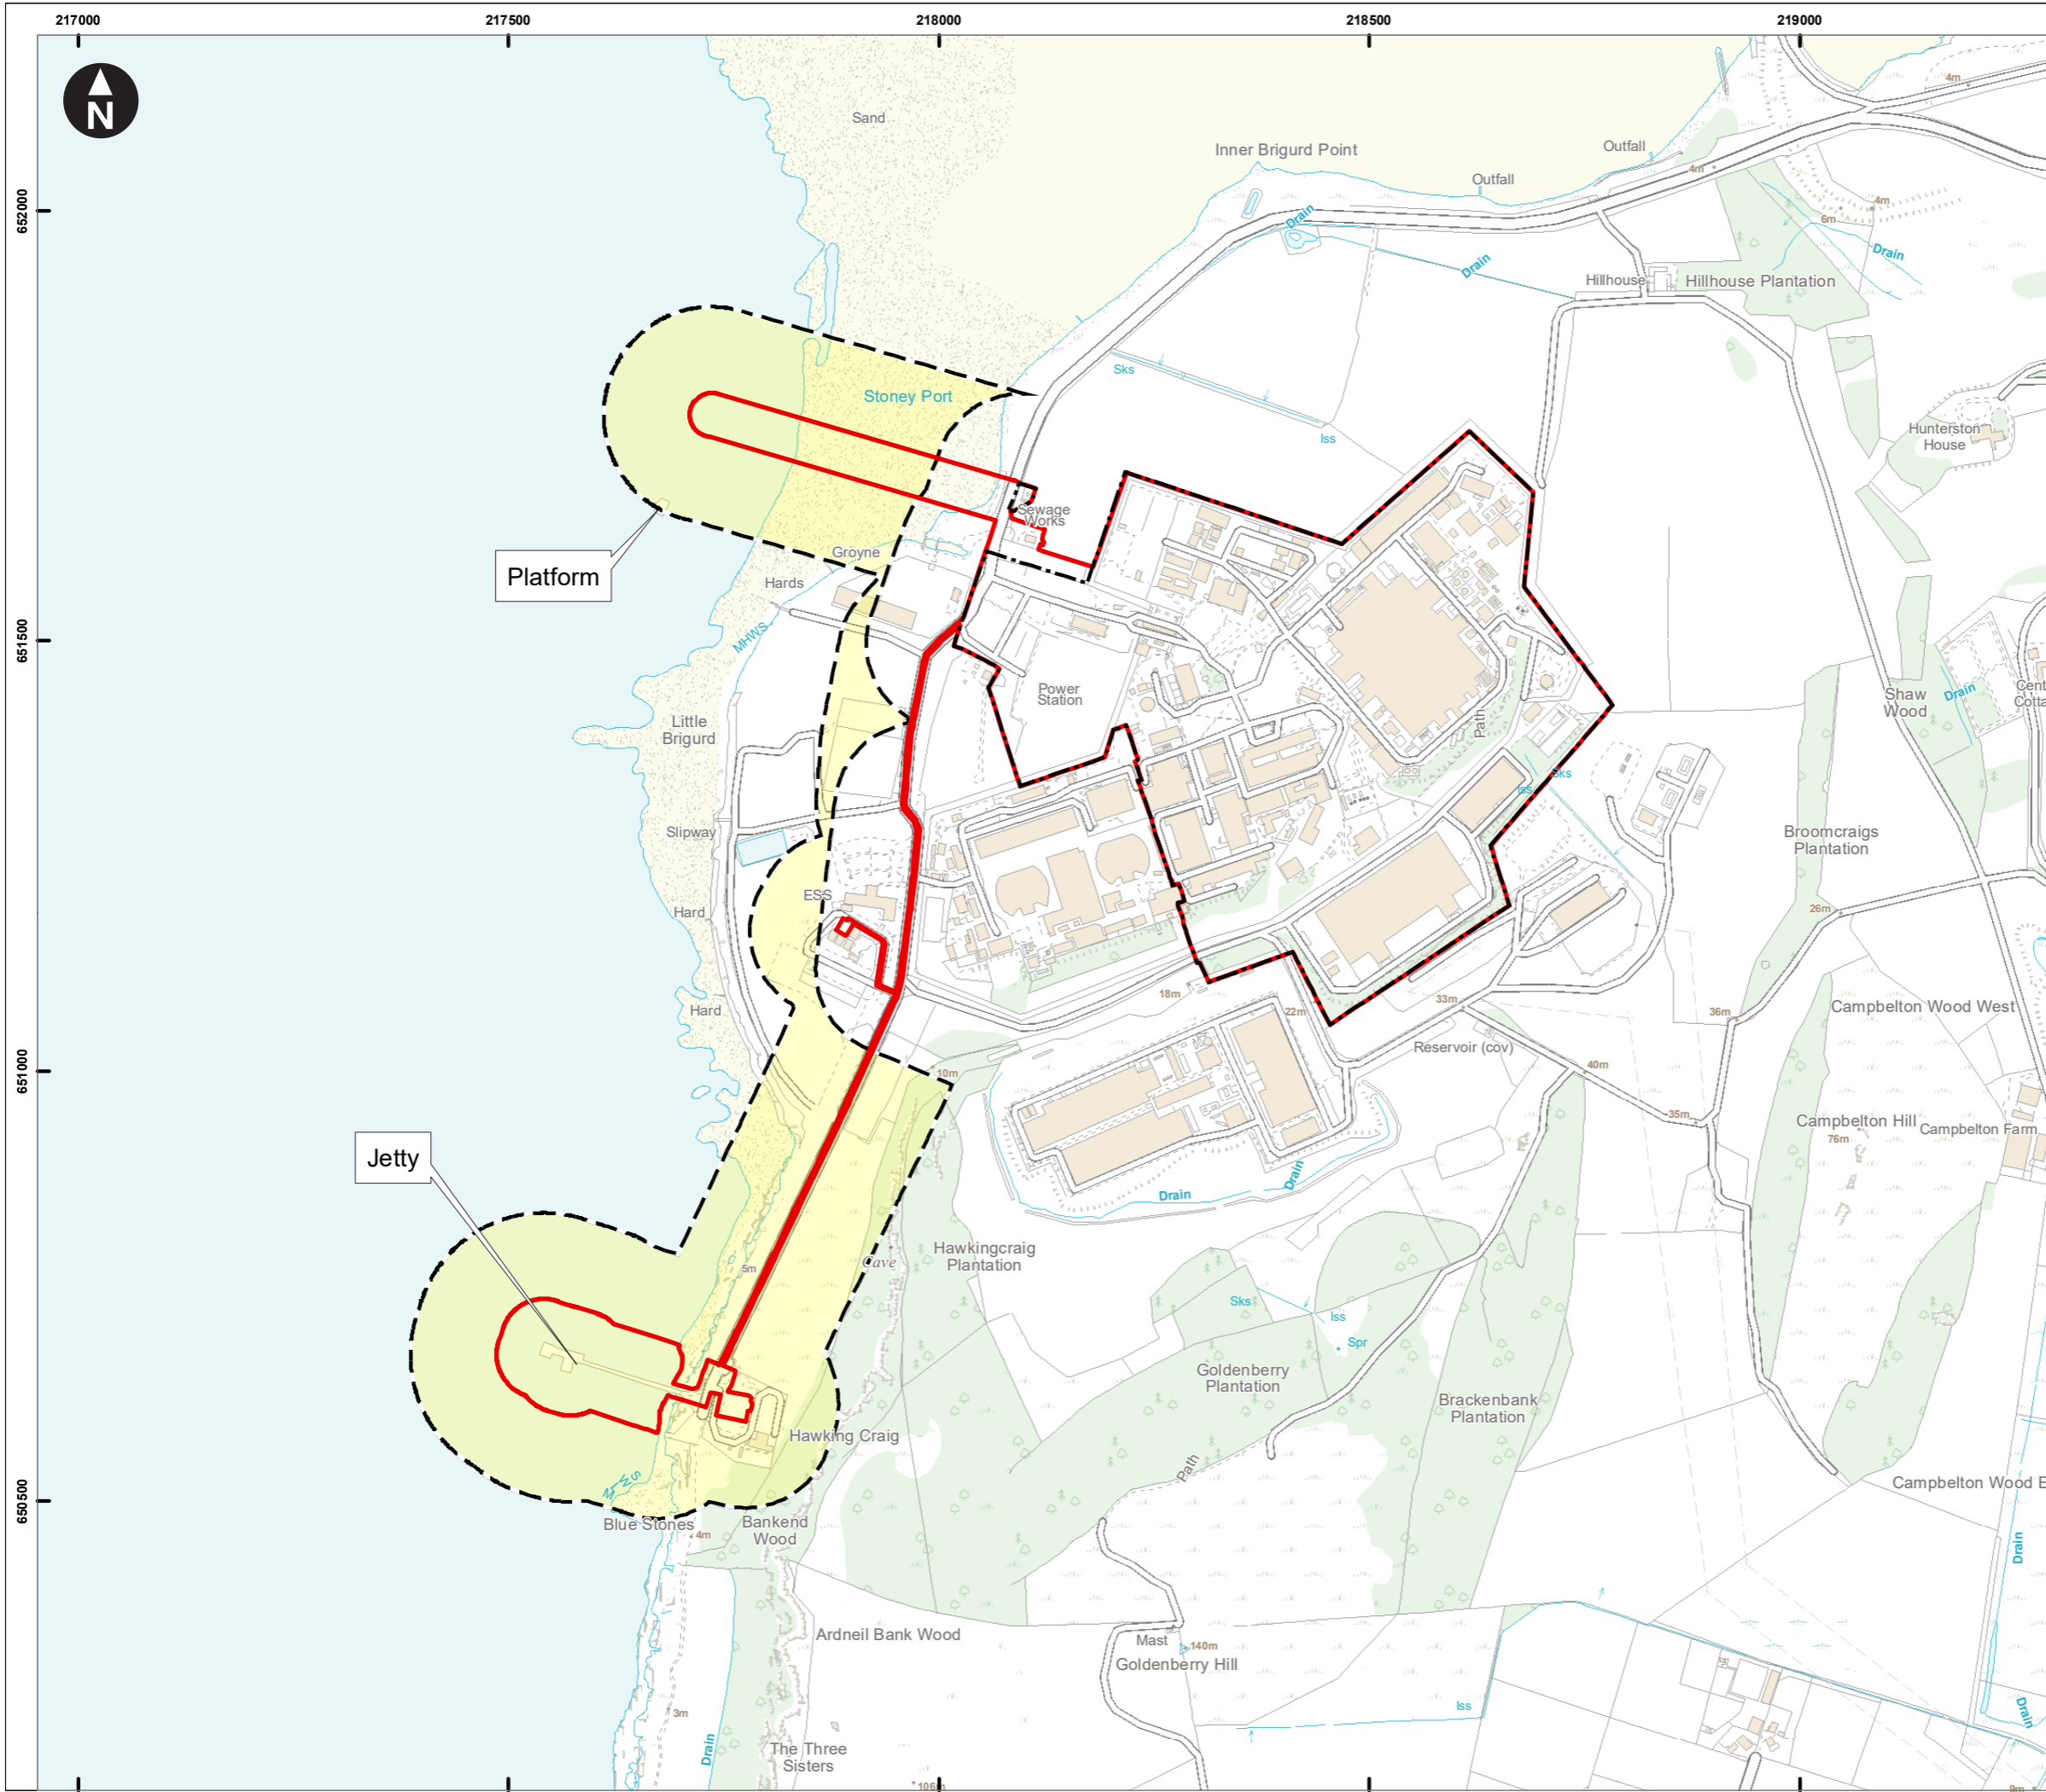 217000
217500
218000
218500
219000
652000
651500
651000
650500
N
Sand
4m
Inner Brigurd Point
Outfall
Outfall
4m
4m
6m
Drain
Drain
Drain
Hillhouse
Hillhouse Plantation
Sks
Stoney Port
Iss
Hunterston
House
Sewage
Works
Groyne
Platform
Hards
MHWS
Power
Station
Path
Little
Brigurd
Shaw
Wood
Drain
Cent
Cotta
Sks
Iss
Slipway
Broomcraigs
Plantation
ESS
Hard
26m
18m
33m
22m
36m
Campbelton Wood West
Hard
Reservoir (cov)
10m
40m
35m
Campbelton Hill
76m
Campbelton Farm
Jetty
Drain
Drain
Hawkingcraig
Plantation
Cave
5m
Sks
Iss
Spr
Goldenberry
Plantation
Brackenbank
Plantation
Hawking Craig
Path
Campbelton Wood E
M
W
S
Blue Stones
4m
Bankend
Wood
Drain
Ardneil Bank Wood
Mast
140m
Goldenberry Hill
3m
Iss
Drain
Drain
The Three
Sisters
106m
9m